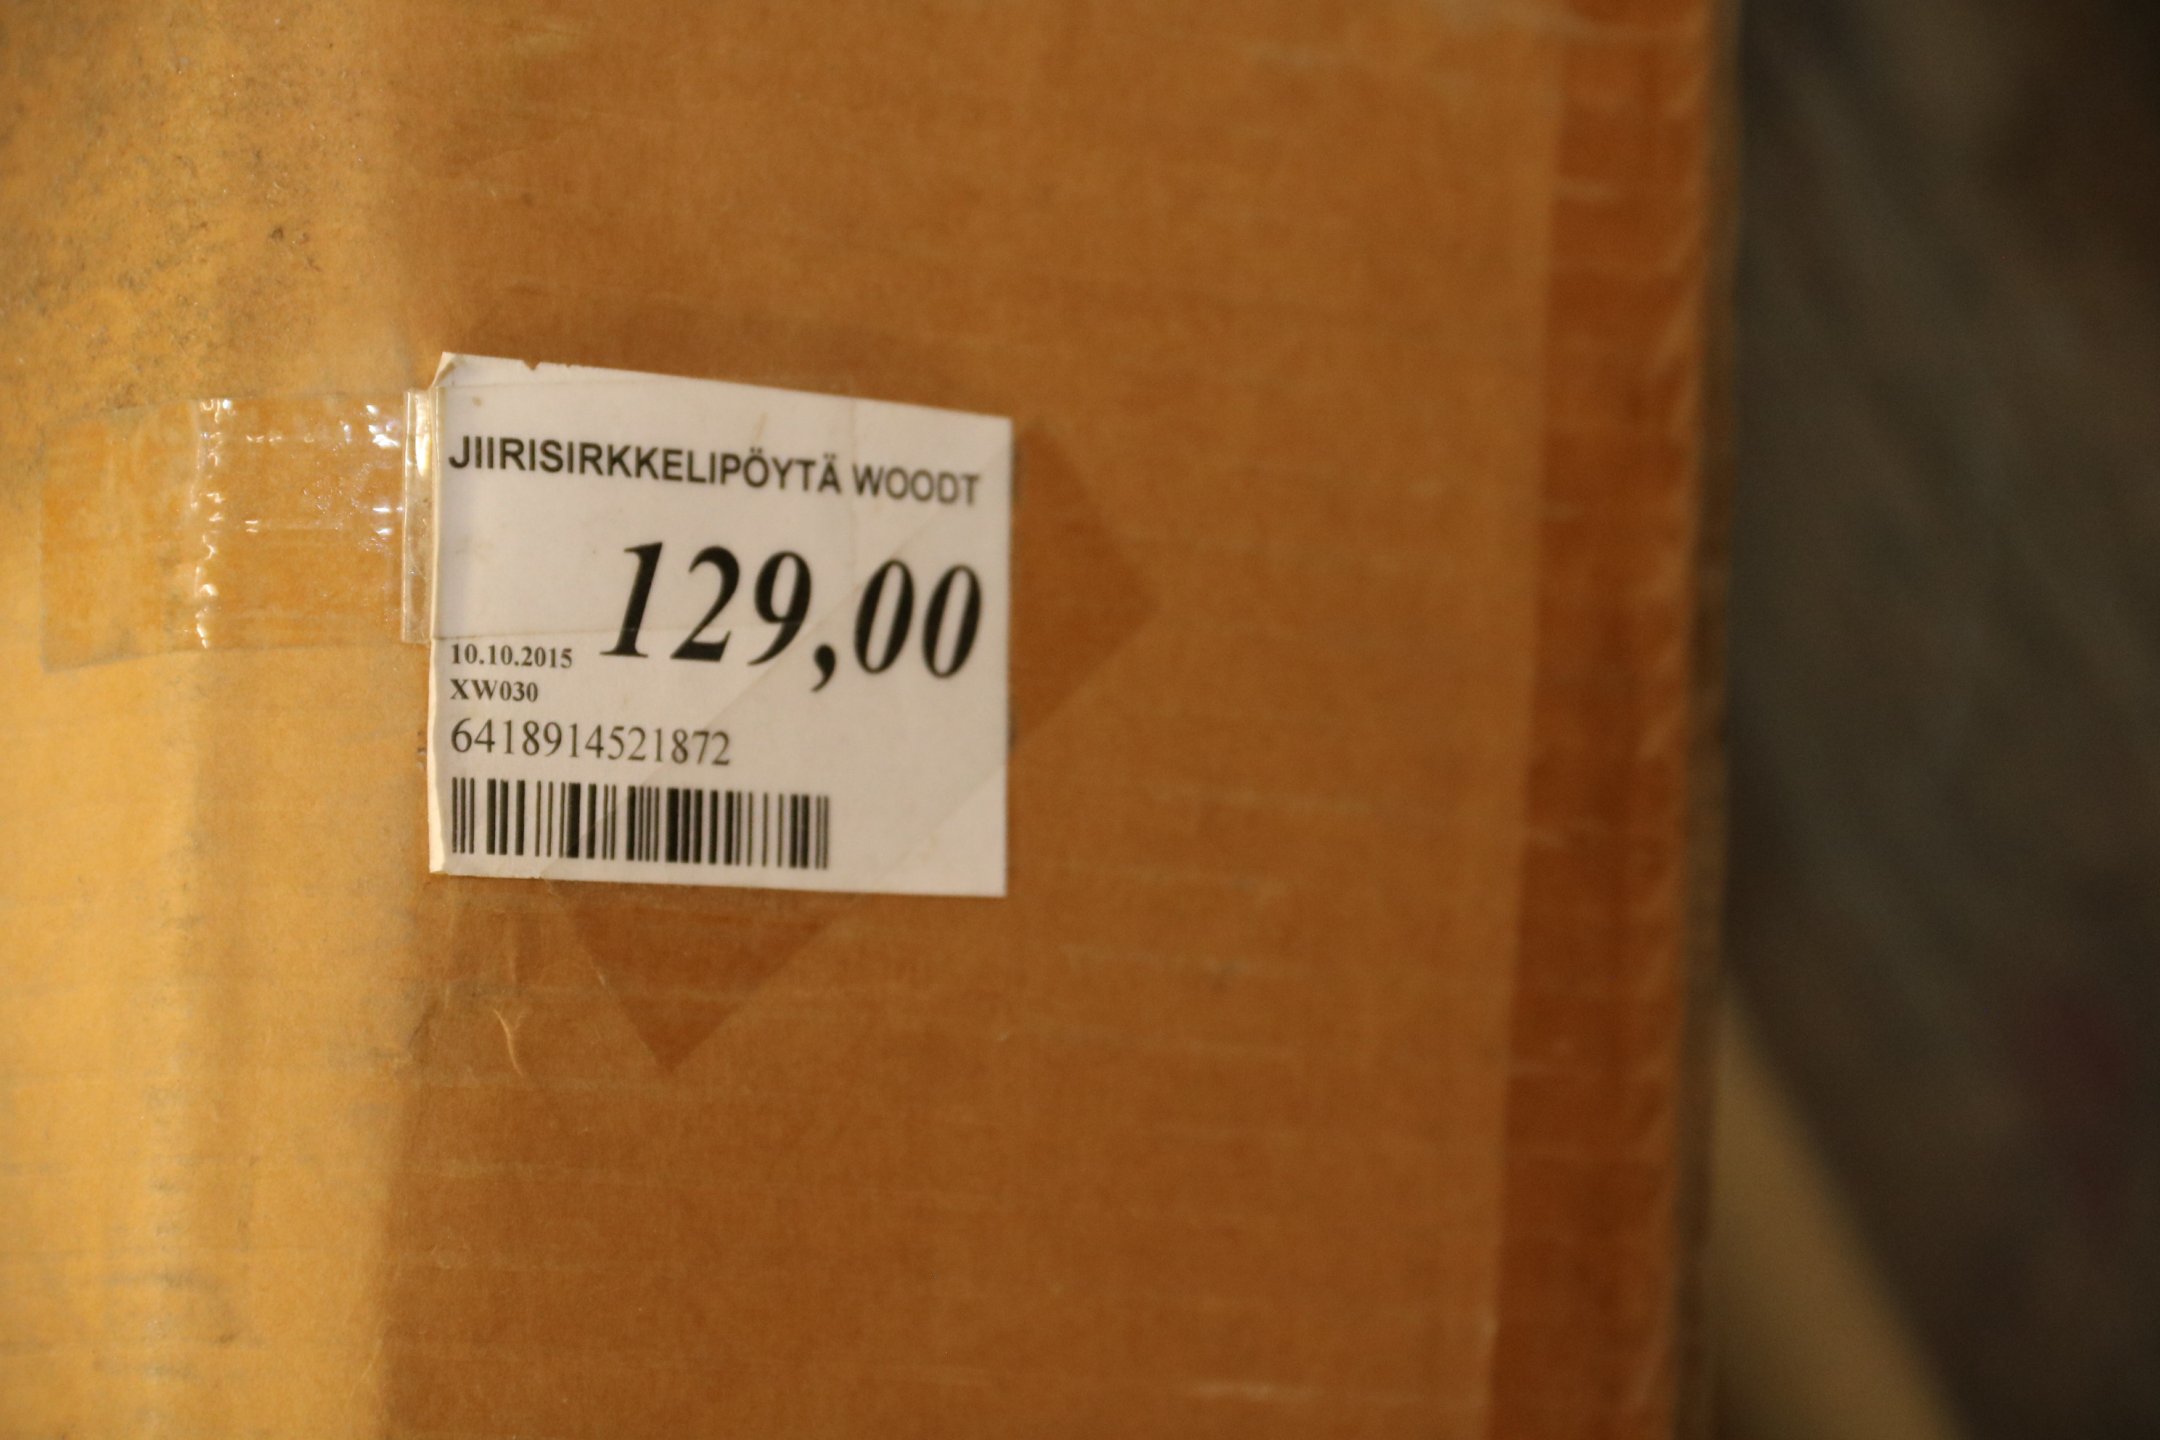 JIIRISIRKKELIPÖYTÄ WOODT
129,00
10.10.2015
XW030
6418914521872